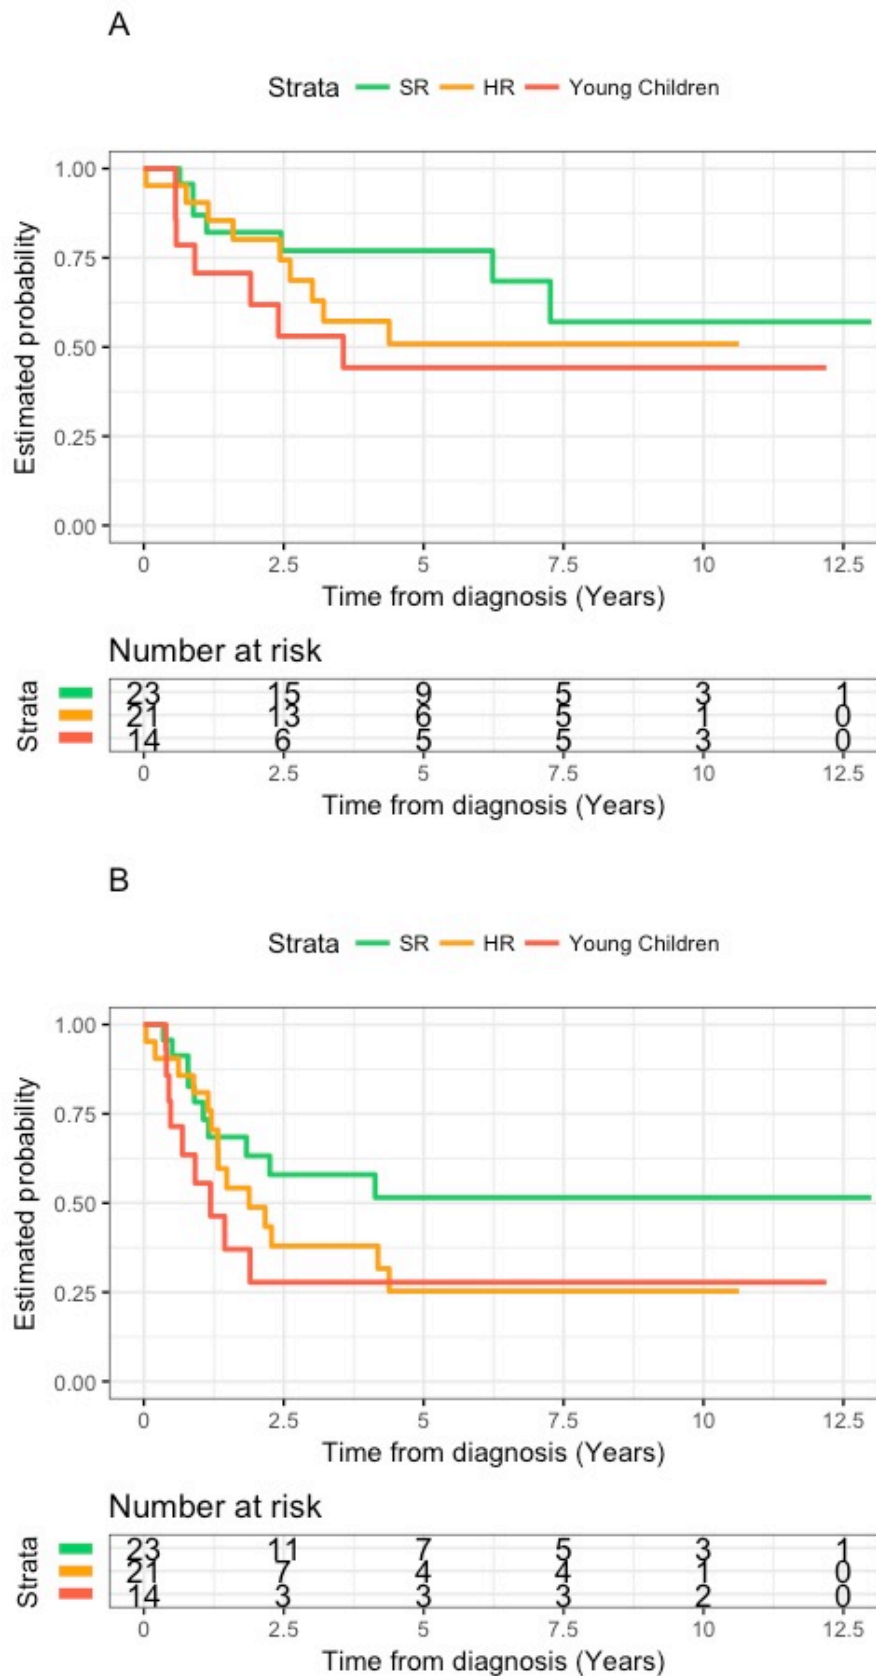 A
Strata SR HR Young Children
1.00
0.75
0.50
0.25
0.00
Estimated probability
0 2.5 5 7.5 10 12.5
Time from diagnosis (Years)
Number at risk
Strata
23 15 9 5 3 1
21 13 6 5 1 0
14 6 5 5 3 0
0 2.5 5 7.5 10 12.5
Time from diagnosis (Years)
B
Strata SR HR Young Children
1.00
0.75
0.50
0.25
0.00
Estimated probability
0 2.5 5 7.5 10 12.5
Time from diagnosis (Years)
Number at risk
Strata
23 11 7 5 3 1
21 7 4 4 1 0
14 3 3 3 2 0
0 2.5 5 7.5 10 12.5
Time from diagnosis (Years)